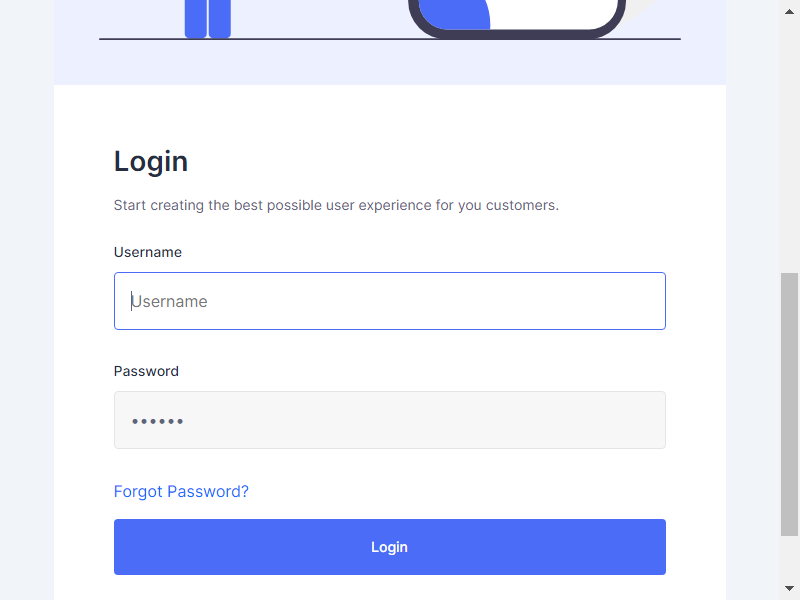 Login
Start creating the best possible user experience for you customers.
Username
Username
Password
••••••
Forgot Password?
Login